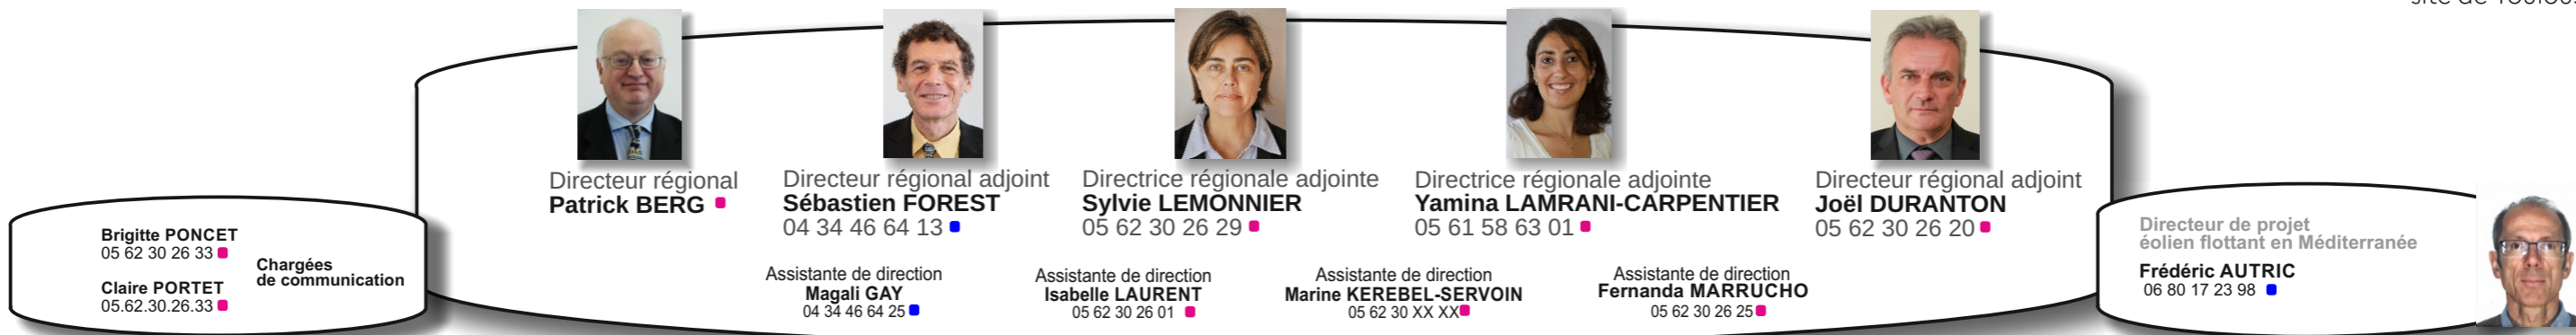 site de Toulouse
Directeur régional
Patrick BERG
Directeur régional adjoint
Sébastien FOREST
04 34 46 64 13
Directrice régionale adjointe
Sylvie LEMONNIER
05 62 30 26 29
Directrice régionale adjointe
Yamina LAMRANI-CARPENTIER
05 61 58 63 01
Directeur régional adjoint
Joël DURANTON
05 62 30 26 20
Brigitte PONCET
05 62 30 26 33
Claire PORTET
05.62.30.26.33
Chargées
de communication
Assistante de direction
Magali GAY
04 34 46 64 25
Assistante de direction
Isabelle LAURENT
05 62 30 26 01
Assistante de direction
Marine KEREBEL-SERVOIN
05 62 30 XX XX
Assistante de direction
Fernanda MARRUCHO
05 62 30 26 25
Directeur de projet
éolien flottant en Méditerranée
Frédéric AUTRIC
06 80 17 23 98